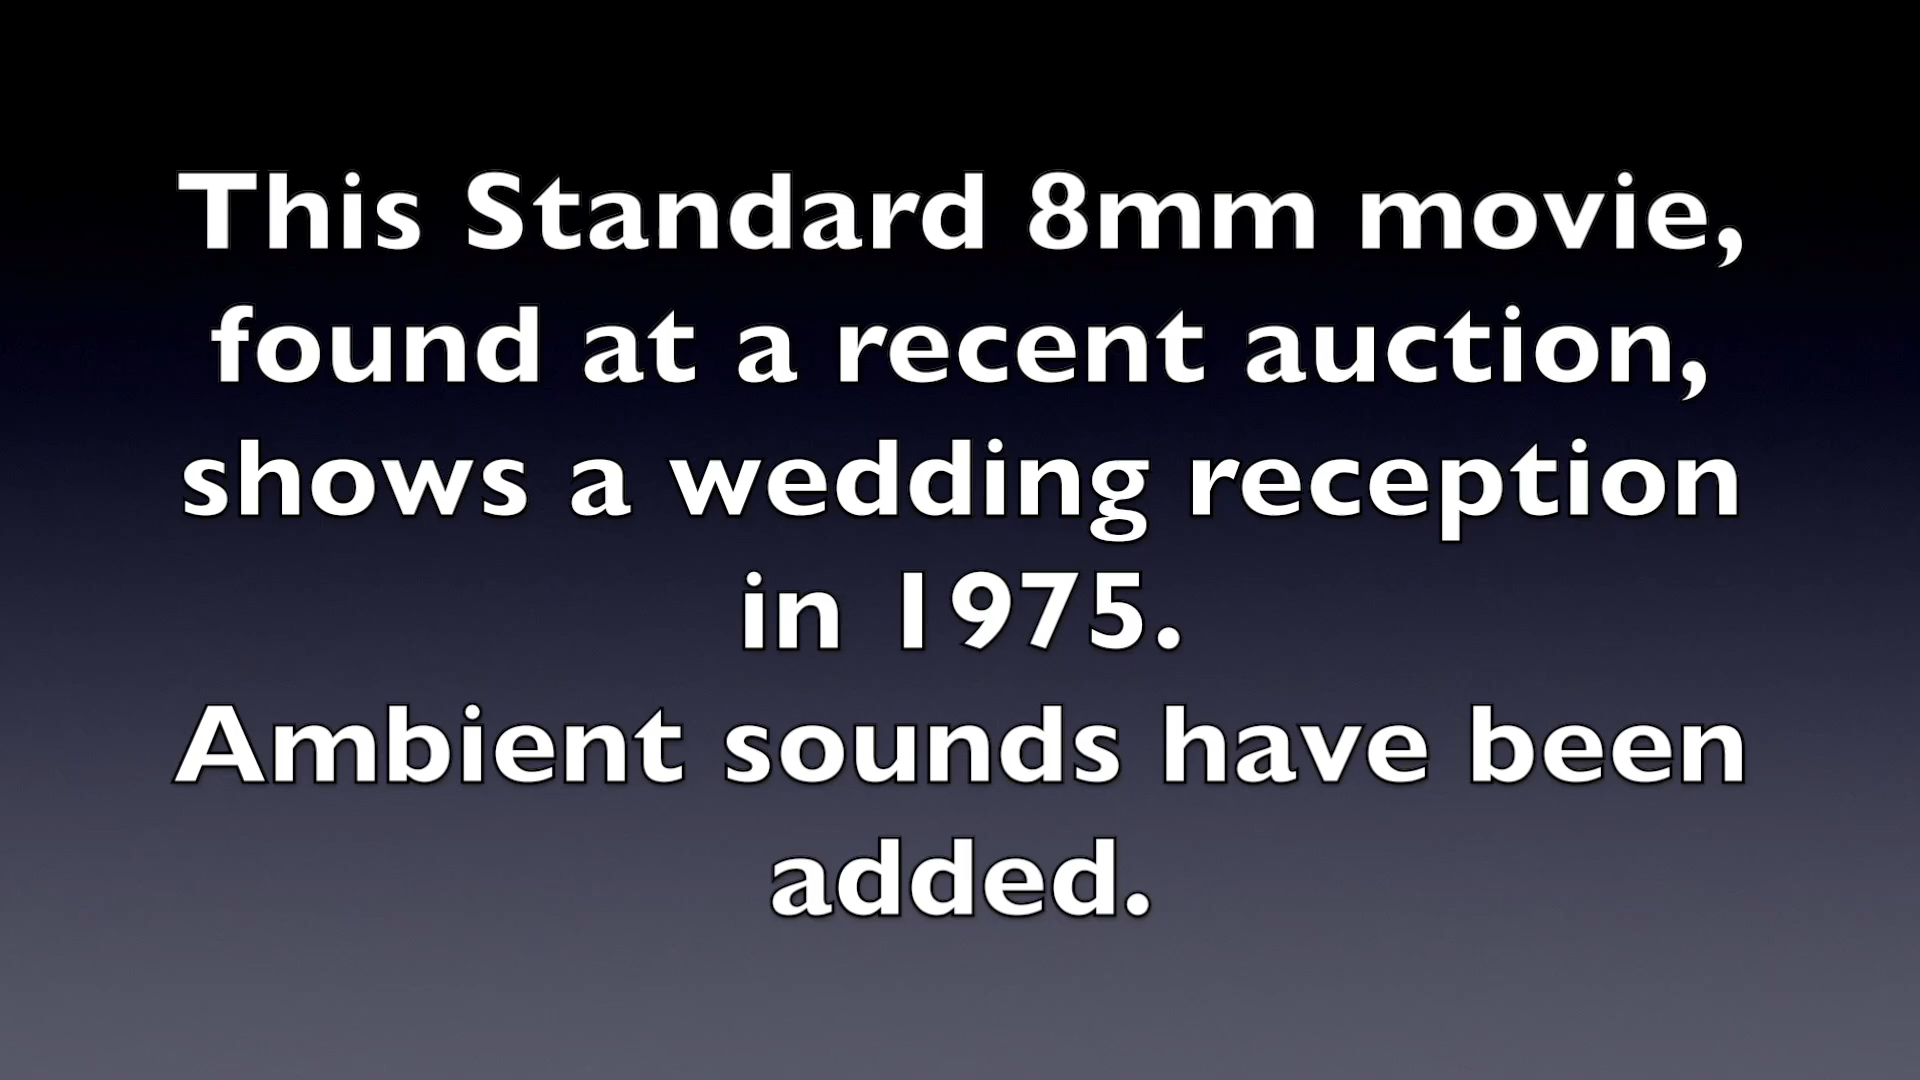 This Standard 8mm movie,
found at a recent auction,
shows a wedding reception
in 1975.
Ambient sounds have been
added.